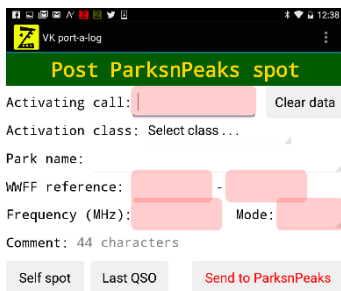 12:38
VK port-a-log
Post ParksnPeaks spot
Activating call: Clear data
Activation class: Select class . . .
Park name:
WWFF reference: -
Frequency (MHz): Mode:
Comment: 44 characters
Self spot Last QSO Send to ParksnPeaks